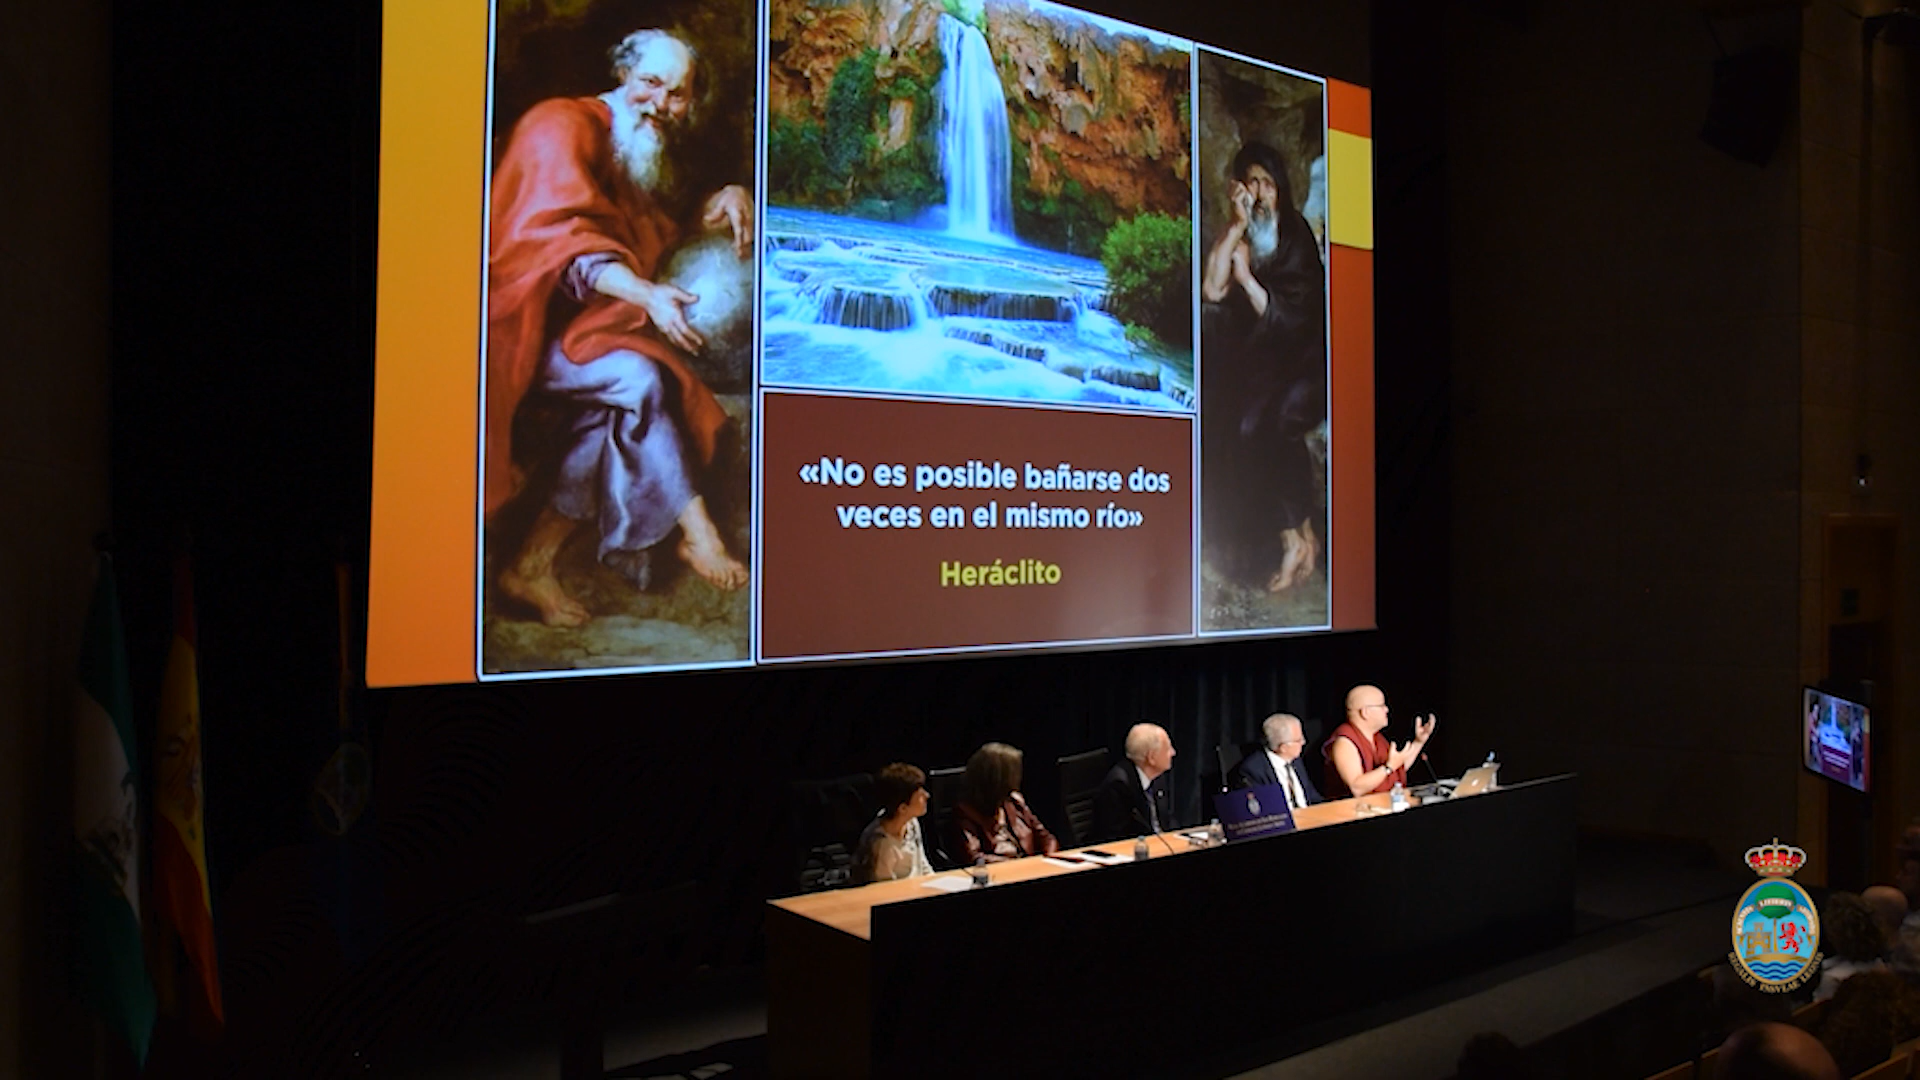 «No es posible bañarse dos
veces en el mismo río»
Heráclito